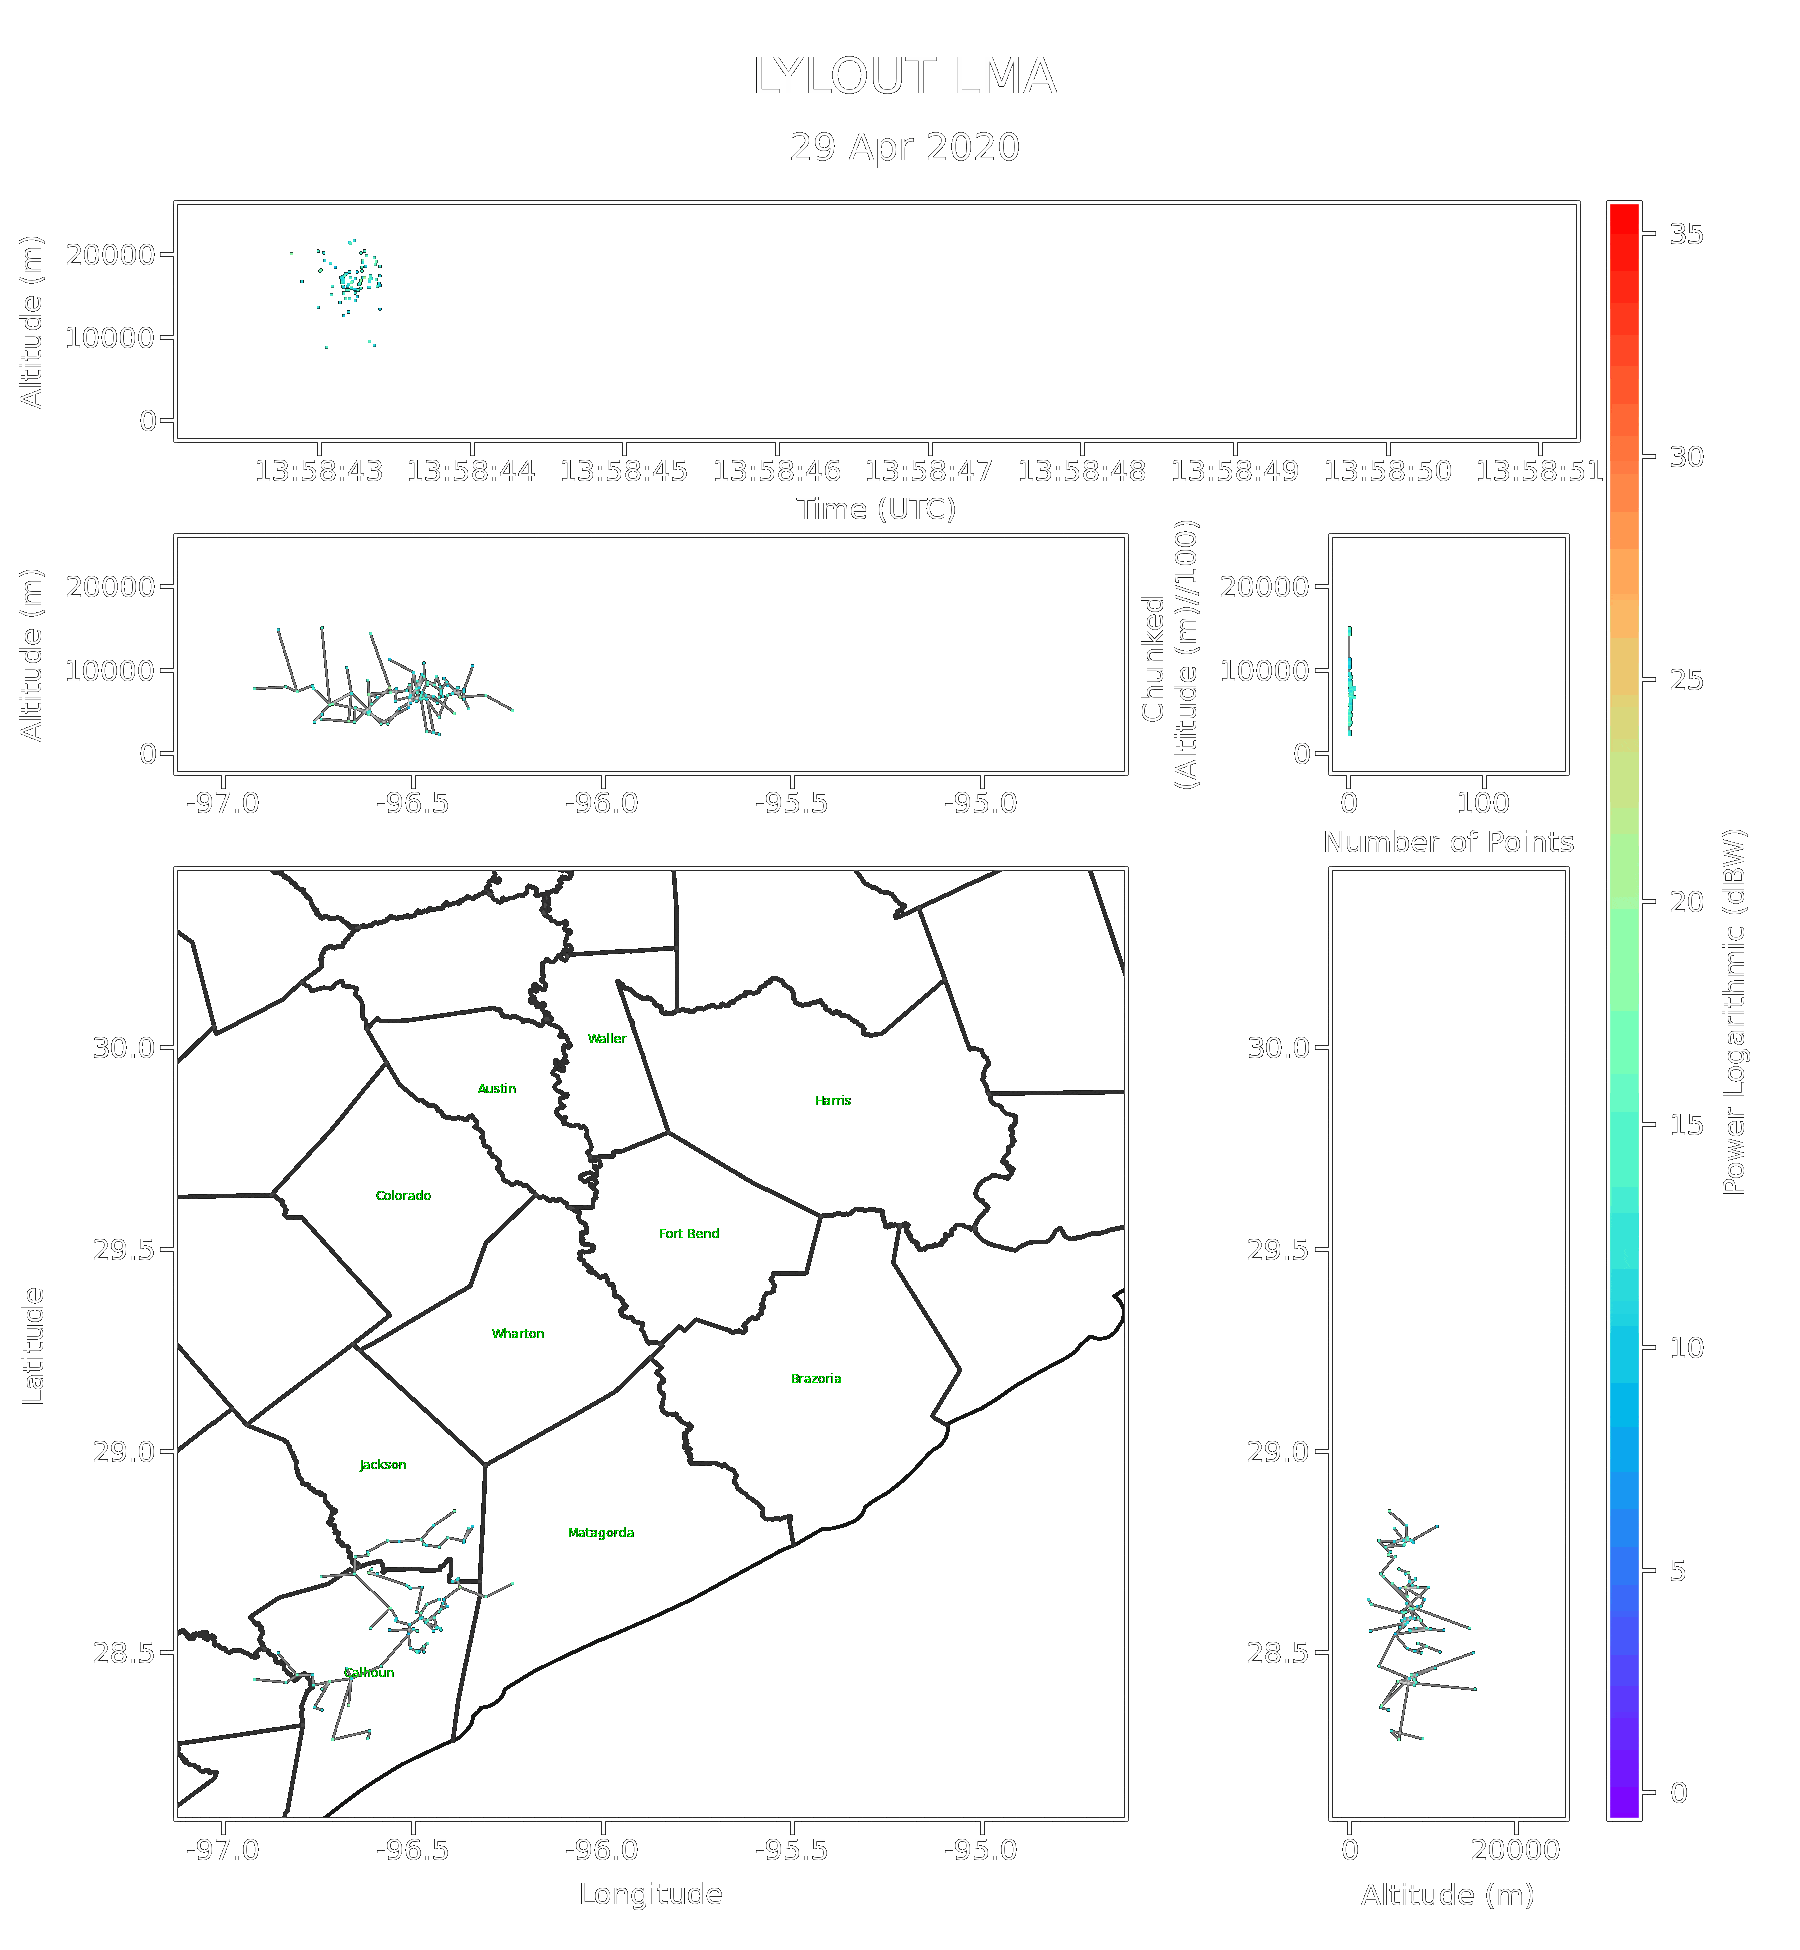 LYLOUT LMA
29 Apr 2020
Altitude (m)
20000
10000
0
13:58:43 13:58:44 13:58:45 13:58:46 13:58:47 13:58:48 13:58:49 13:58:50 13:58:51
Time (UTC)
Altitude (m)
20000
10000
0
-97.0 -96.5 -96.0 -95.5 -95.0
Chunked
(Altitude (m)//100)
20000
10000
0
0 100
Number of Points
Latitude
30.0
29.5
29.0
28.5
Waller
Austin
Harris
Colorado
Fort Bend
Wharton
Brazoria
Jackson
Matagorda
Calhoun
-97.0 -96.5 -96.0 -95.5 -95.0
Longitude
30.0
29.5
29.0
28.5
0 20000
Altitude (m)
35
30
25
20
15
10
5
0
Power Logarithmic (dBW)